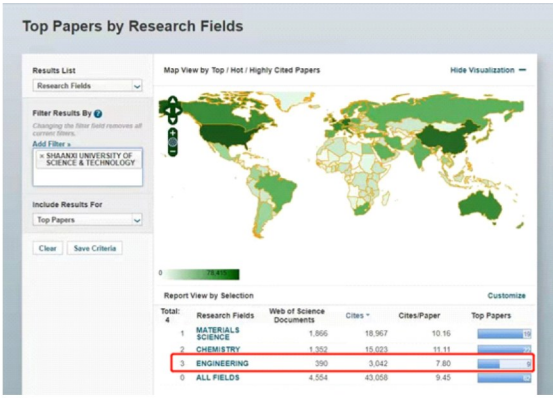 Top Papers by Research Fields
Results List
Research Fields
Filter Results By
Changing the filter field removes all
current filters.
Add Filter »
× SHAANXI UNIVERSITY OF
SCIENCE & TECHNOLOGY
Include Results For
Top Papers
Clear Save Criteria
Map View by Top / Hot / Highly Cited Papers Hide Visualization −
+
0
Report View by Selection Customize
Total: 4 Research Fields Web of Science Documents Cites Cites/Paper Top Papers
1 MATERIALS SCIENCE 1,866 18,967 10.16 19
2 CHEMISTRY 1,352 15,023 11.11
3 ENGINEERING 390 3,042 7.80 9
0 ALL FIELDS 4,554 43,058 9.45